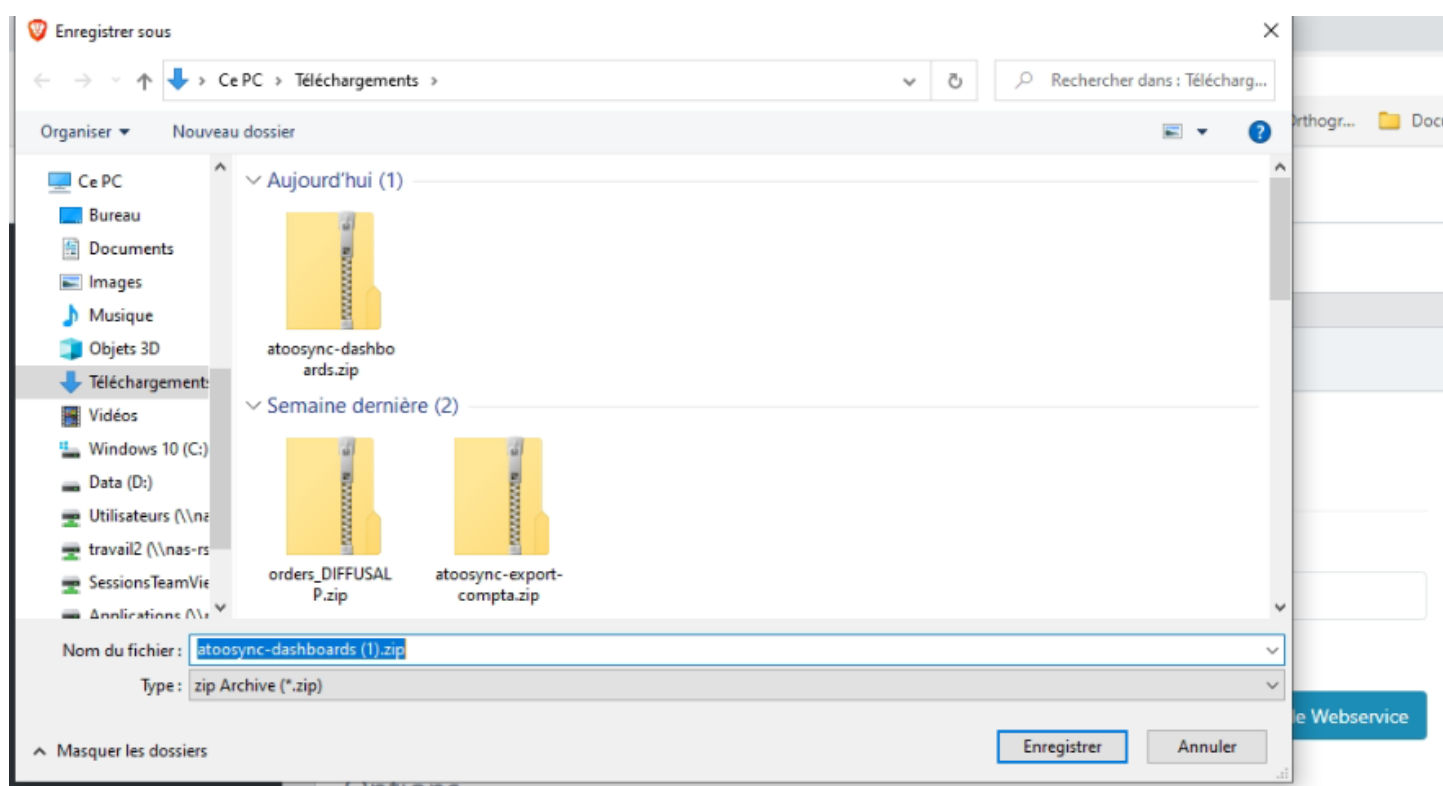 Enregistrer sous
Ce PC > Téléchargements >
Rechercher dans : Télécharg...
Organiser
Nouveau dossier
Orthogr...
Docu
Ce PC
Bureau
Documents
Images
Musique
Objets 3D
Téléchargements
Vidéos
Windows 10 (C:)
Data (D:)
Utilisateurs (\\na
travail2 (\\nas-rs
SessionsTeamVie
Applications (\\
Aujourd'hui (1)
atoosync-dashbo
ards.zip
Semaine dernière (2)
orders_DIFFUSAL
P.zip
atoosync-export-
compta.zip
Nom du fichier :
atoosync-dashboards (1).zip
Type :
zip Archive (*.zip)
le Webservice
Masquer les dossiers
Enregistrer
Annuler
Options